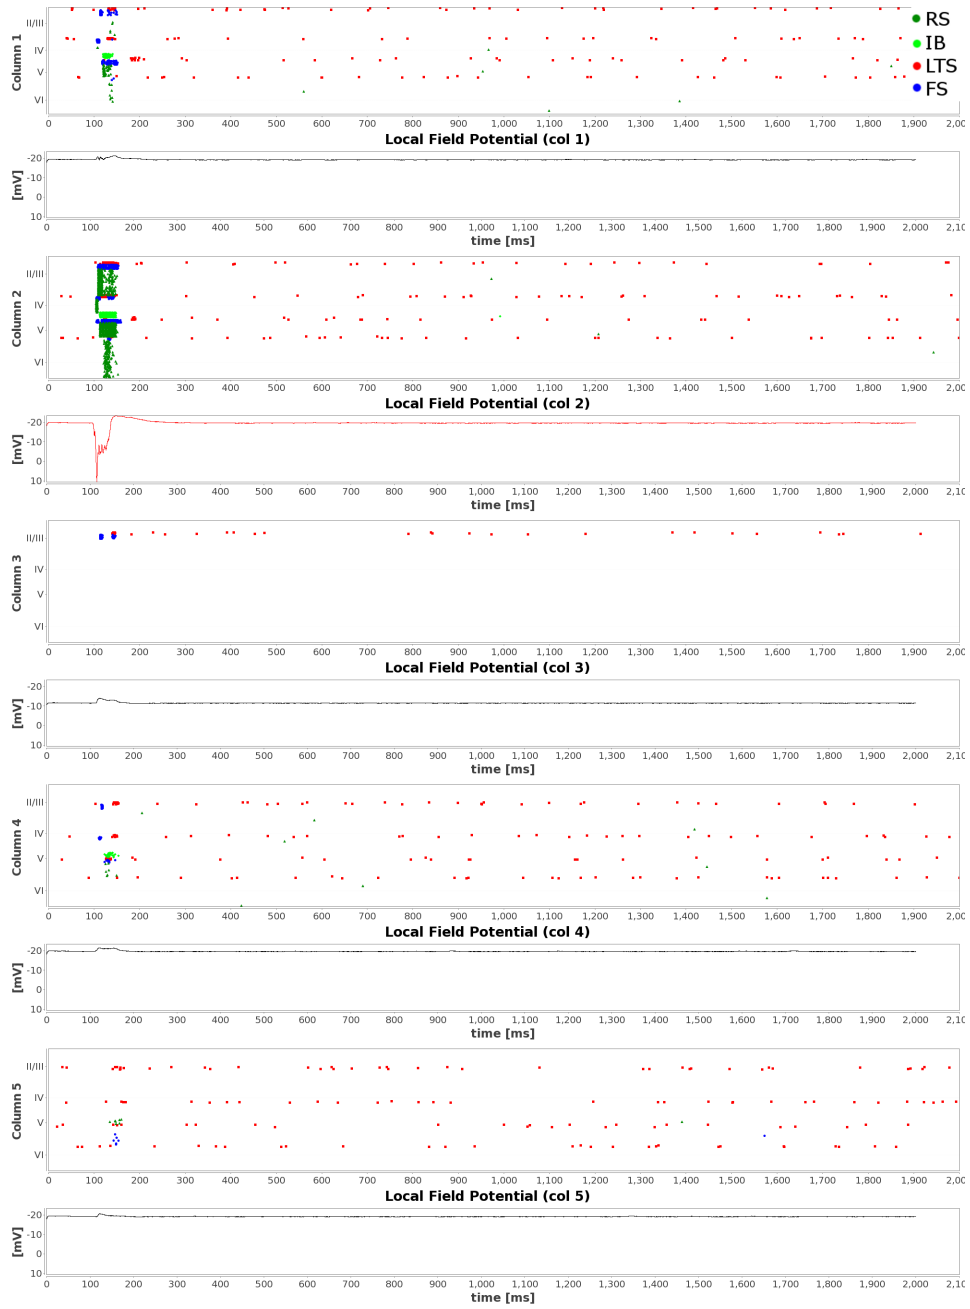 Column 1
II/III
IV
V
VI
RS
IB
LTS
FS
0 100 200 300 400 500 600 700 800 900 1,000 1,100 1,200 1,300 1,400 1,500 1,600 1,700 1,800 1,900 2,00
Local Field Potential (col 1)
[mV]
-20
-10
0
10
0 100 200 300 400 500 600 700 800 900 1,000 1,100 1,200 1,300 1,400 1,500 1,600 1,700 1,800 1,900 2,000 2,10
time [ms]
Column 2
II/III
IV
V
VI
0 100 200 300 400 500 600 700 800 900 1,000 1,100 1,200 1,300 1,400 1,500 1,600 1,700 1,800 1,900 2,00
Local Field Potential (col 2)
[mV]
-20
-10
0
10
0 100 200 300 400 500 600 700 800 900 1,000 1,100 1,200 1,300 1,400 1,500 1,600 1,700 1,800 1,900 2,000 2,10
time [ms]
Column 3
II/III
IV
V
VI
0 100 200 300 400 500 600 700 800 900 1,000 1,100 1,200 1,300 1,400 1,500 1,600 1,700 1,800 1,900 2,00
Local Field Potential (col 3)
[mV]
-20
-10
0
10
0 100 200 300 400 500 600 700 800 900 1,000 1,100 1,200 1,300 1,400 1,500 1,600 1,700 1,800 1,900 2,000 2,10
time [ms]
Column 4
II/III
IV
V
VI
0 100 200 300 400 500 600 700 800 900 1,000 1,100 1,200 1,300 1,400 1,500 1,600 1,700 1,800 1,900 2,00
Local Field Potential (col 4)
[mV]
-20
-10
0
10
0 100 200 300 400 500 600 700 800 900 1,000 1,100 1,200 1,300 1,400 1,500 1,600 1,700 1,800 1,900 2,000 2,10
time [ms]
Column 5
II/III
IV
V
VI
0 100 200 300 400 500 600 700 800 900 1,000 1,100 1,200 1,300 1,400 1,500 1,600 1,700 1,800 1,900 2,00
Local Field Potential (col 5)
[mV]
-20
-10
0
10
0 100 200 300 400 500 600 700 800 900 1,000 1,100 1,200 1,300 1,400 1,500 1,600 1,700 1,800 1,900 2,000 2,10
time [ms]